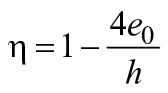 η = 1 − 4e₀/h